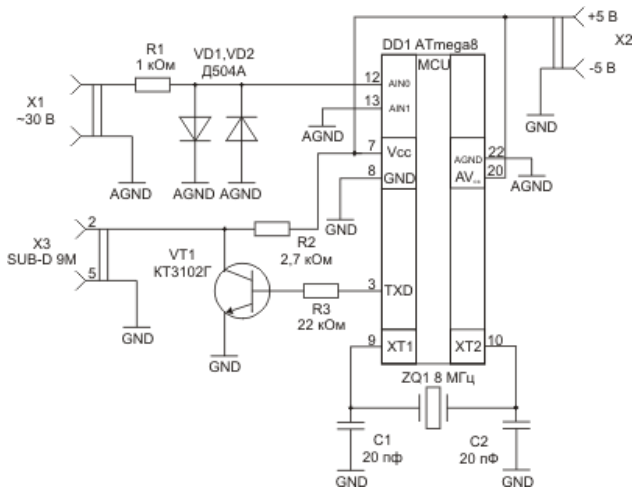 +5 В
X2
-5 В
GND
DD1 ATmega8
MCU
R1
1 кОм
VD1,VD2
Д504А
12
AIN0
13
AIN1
X1
~30 В
AGND
AGND
AGND
AGND
7
Vcc
8
GND
GND
22
AGND
AV
20
AGND
2
X3
SUB-D 9M
5
GND
R2
2,7 кОм
VT1
КТ3102Г
GND
3
TXD
R3
22 кОм
9
XT1
XT2
10
ZQ1 8 МГц
C1
20 пф
GND
C2
20 пФ
GND